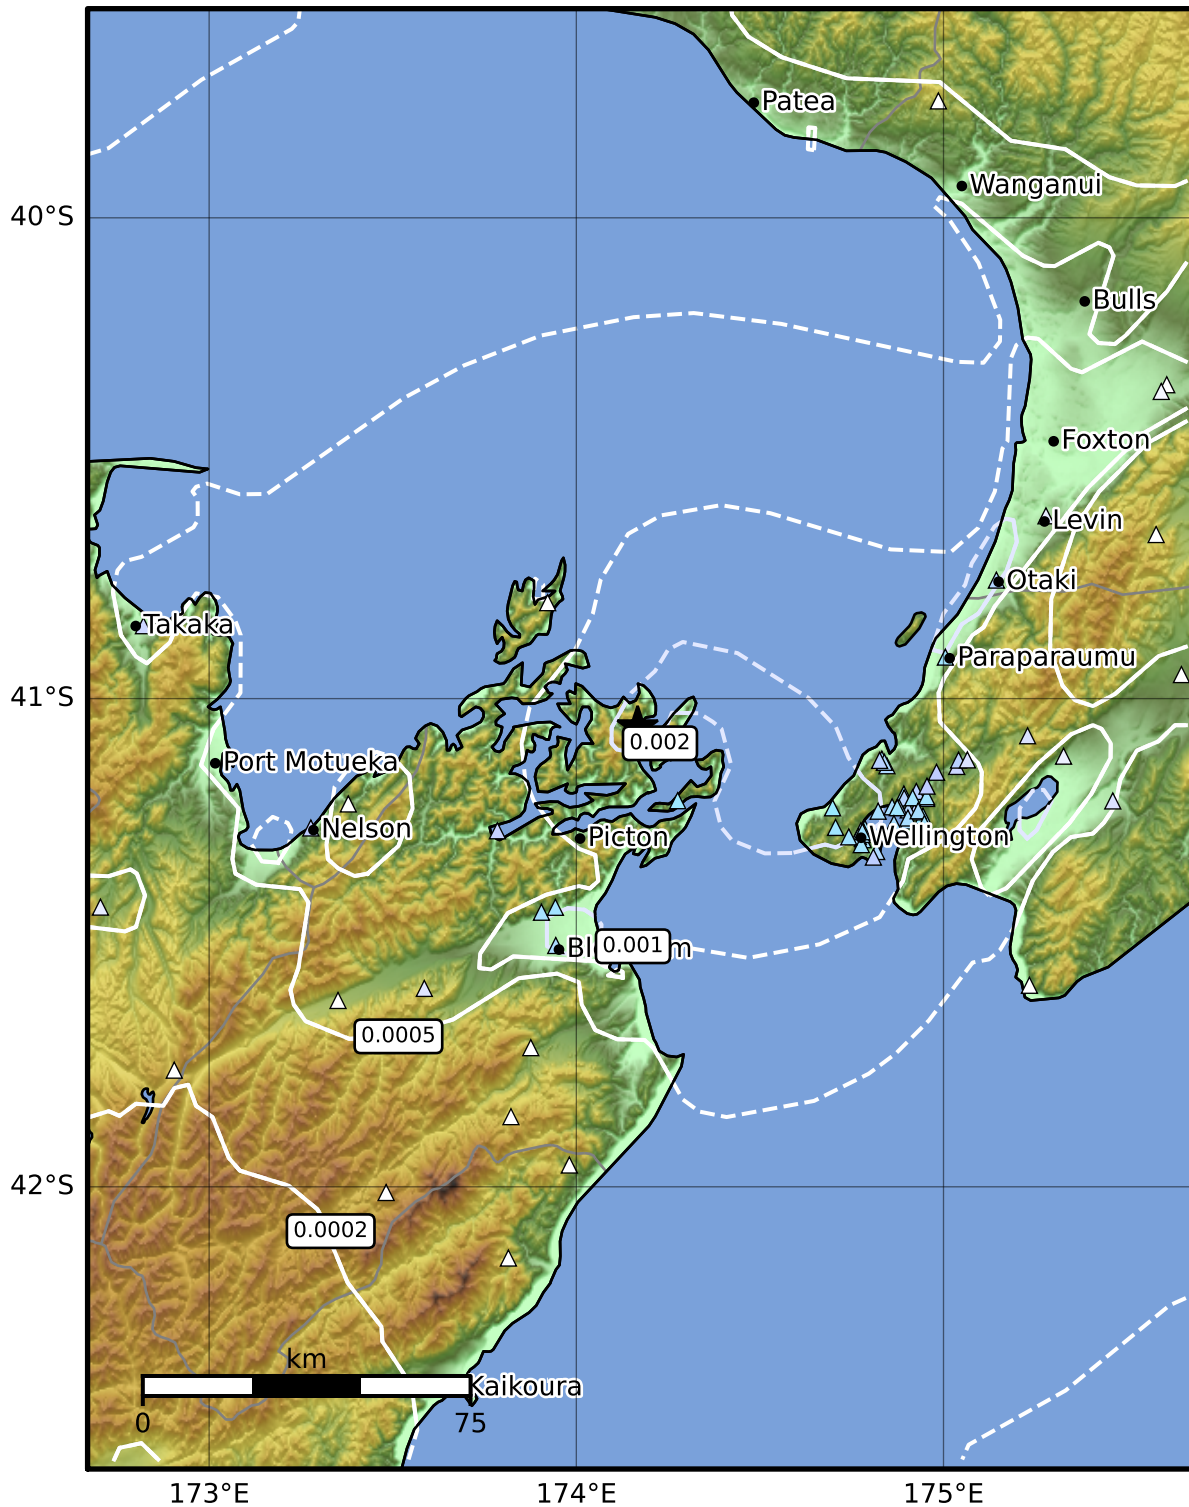 Patea
Wanganui
40°S
Bulls
Foxton
Levin
Otaki
Takaka
Paraparaumu
41°S
0.002
Port Motueka
Nelson
Picton
Wellington
0.001
0.0005
42°S
0.0002
km
Kaikoura
0
75
173°E
174°E
175°E